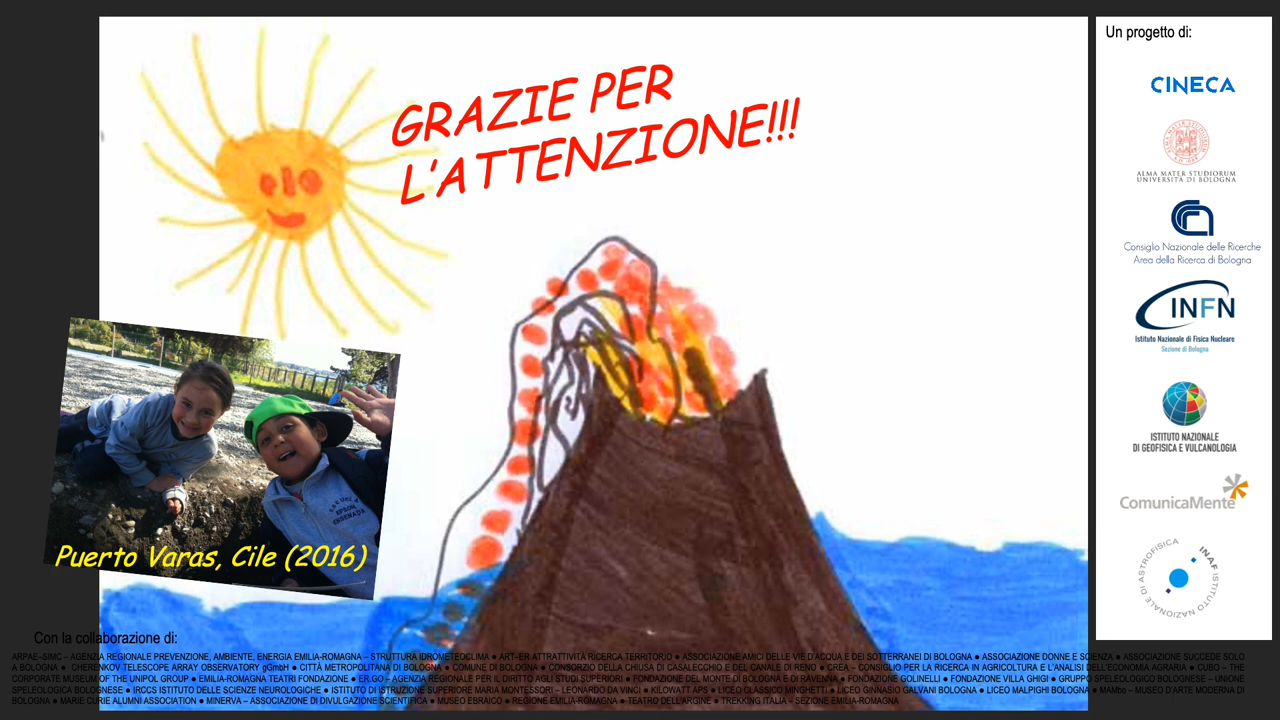 GRAZIE PER
L'ATTENZIONE!!!
Un progetto di:
CINECA
ALMA MATER STUDIORUM
UNIVERSITÀ DI BOLOGNA
Consiglio Nazionale delle Ricerche
Area della Ricerca di Bologna
INFN
Istituto Nazionale di Fisica Nucleare
Sezione di Bologna
ISTITUTO NAZIONALE
DI GEOFISICA E VULCANOLOGIA
ComunicaMente
INAF ISTITUTO NAZIONALE DI ASTROFISICA
Puerto Varas, Cile (2016)
Con la collaborazione di:
ARPAE–SIMC – AGENZIA REGIONALE PREVENZIONE, AMBIENTE, ENERGIA EMILIA-ROMAGNA – STRUTTURA IDROMETEOCLIMA ● ART–ER ATTRATTIVITÀ RICERCA TERRITORIO ● ASSOCIAZIONE AMICI DELLE VIE D'ACQUA E DEI SOTTERRANEI DI BOLOGNA ● ASSOCIAZIONE DONNE E SCIENZA ● ASSOCIAZIONE SUCCEDE SOLO
A BOLOGNA ● CHERENKOV TELESCOPE ARRAY OBSERVATORY gGmbH ● CITTÀ METROPOLITANA DI BOLOGNA ● COMUNE DI BOLOGNA ● CONSORZIO DELLA CHIUSA DI CASALECCHIO E DEL CANALE DI RENO ● CREA – CONSIGLIO PER LA RICERCA IN AGRICOLTURA E L'ANALISI DELL'ECONOMIA AGRARIA ● CUBO – THE
CORPORATE MUSEUM OF THE UNIPOL GROUP ● EMILIA-ROMAGNA TEATRI FONDAZIONE ● ER.GO – AGENZIA REGIONALE PER IL DIRITTO AGLI STUDI SUPERIORI ● FONDAZIONE DEL MONTE DI BOLOGNA E DI RAVENNA ● FONDAZIONE GOLINELLI ● FONDAZIONE VILLA GHIGI ● GRUPPO SPELEOLOGICO BOLOGNESE – UNIONE
SPELEOLOGICA BOLOGNESE ● IRCCS ISTITUTO DELLE SCIENZE NEUROLOGICHE ● ISTITUTO DI ISTRUZIONE SUPERIORE MARIA MONTESSORI – LEONARDO DA VINCI ● KILOWATT APS ● LICEO CLASSICO MINGHETTI ● LICEO GINNASIO GALVANI BOLOGNA ● LICEO MALPIGHI BOLOGNA ● MAMbo – MUSEO D'ARTE MODERNA DI
BOLOGNA ● MARIE CURIE ALUMNI ASSOCIATION ● MINERVA – ASSOCIAZIONE DI DIVULGAZIONE SCIENTIFICA ● MUSEO EBRAICO ● REGIONE EMILIA-ROMAGNA ● TEATRO DELL'ARGINE ● TREKKING ITALIA – SEZIONE EMILIA-ROMAGNA